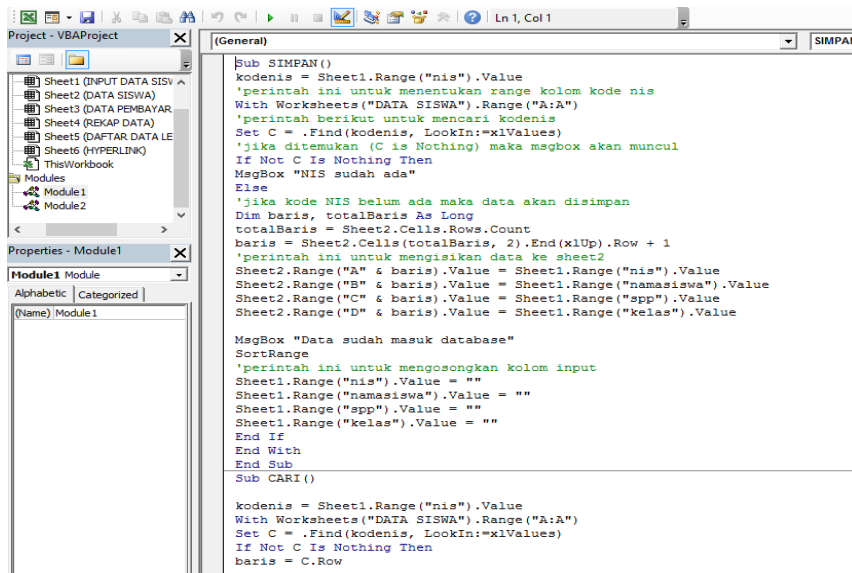 Ln 1, Col 1
Project - VBAProject
Sheet1 (INPUT DATA SISV
Sheet2 (DATA SISWA)
Sheet3 (DATA PEMBAYAR
Sheet4 (REKAP DATA)
Sheet5 (DAFTAR DATA LE
Sheet6 (HYPERLINK)
ThisWorkbook
Modules
Module1
Module2
Properties - Module1
Module1 Module
Alphabetic Categorized
(Name) Module1
(General) SIMPAN
Sub SIMPAN()
kodenis = Sheet1.Range("nis").Value
'perintah ini untuk menentukan range kolom kode nis
With Worksheets("DATA SISWA").Range("A:A")
'perintah berikut untuk mencari kodenis
Set C = .Find(kodenis, LookIn:=xlValues)
'jika ditemukan (C is Nothing) maka msgbox akan muncul
If Not C Is Nothing Then
MsgBox "NIS sudah ada"
Else
'jika kode NIS belum ada maka data akan disimpan
Dim baris, totalBaris As Long
totalBaris = Sheet2.Cells.Rows.Count
baris = Sheet2.Cells(totalBaris, 2).End(xlUp).Row + 1
'perintah ini untuk mengisikan data ke sheet2
Sheet2.Range("A" & baris).Value = Sheet1.Range("nis").Value
Sheet2.Range("B" & baris).Value = Sheet1.Range("namasiswa").Value
Sheet2.Range("C" & baris).Value = Sheet1.Range("spp").Value
Sheet2.Range("D" & baris).Value = Sheet1.Range("kelas").Value
MsgBox "Data sudah masuk database"
SortRange
'perintah ini untuk mengosongkan kolom input
Sheet1.Range("nis").Value = ""
Sheet1.Range("namasiswa").Value = ""
Sheet1.Range("spp").Value = ""
Sheet1.Range("kelas").Value = ""
End If
End With
End Sub
Sub CARI()
kodenis = Sheet1.Range("nis").Value
With Worksheets("DATA SISWA").Range("A:A")
Set C = .Find(kodenis, LookIn:=xlValues)
If Not C Is Nothing Then
baris = C.Row